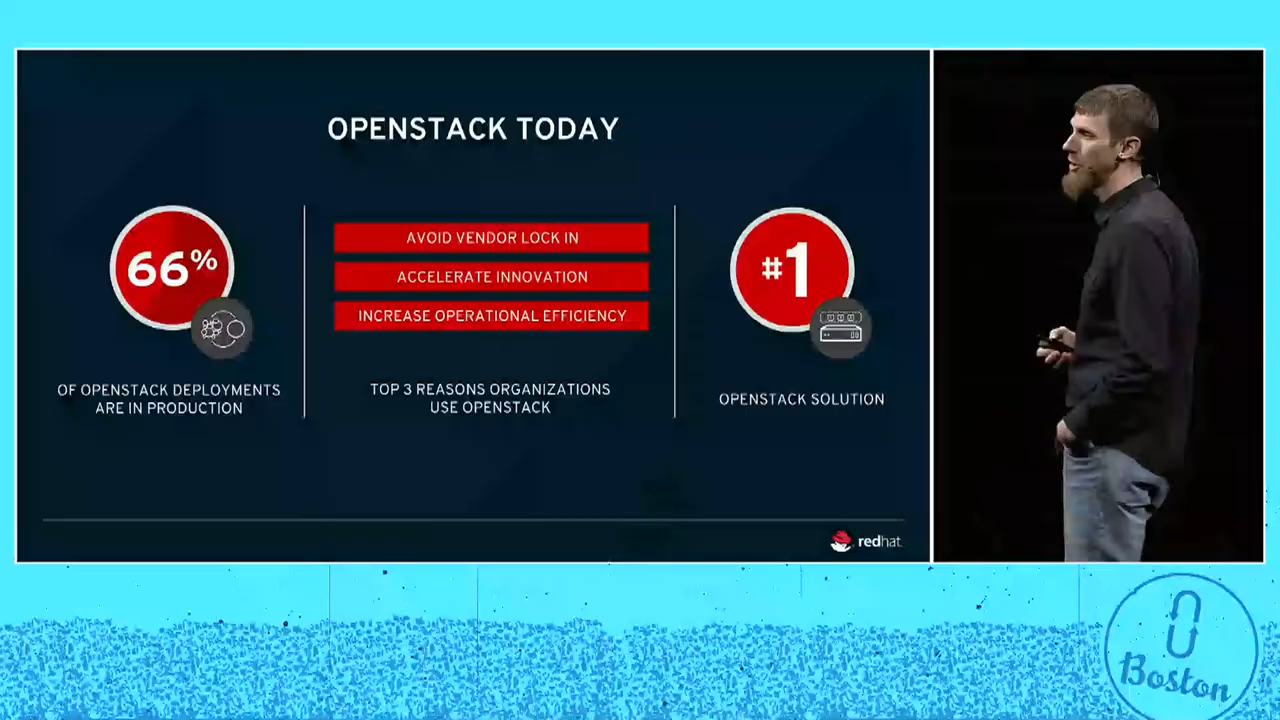 OPENSTACK TODAY
66%
OF OPENSTACK DEPLOYMENTS
ARE IN PRODUCTION
AVOID VENDOR LOCK IN
ACCELERATE INNOVATION
INCREASE OPERATIONAL EFFICIENCY
TOP 3 REASONS ORGANIZATIONS
USE OPENSTACK
#1
OPENSTACK SOLUTION
redhat.
Boston